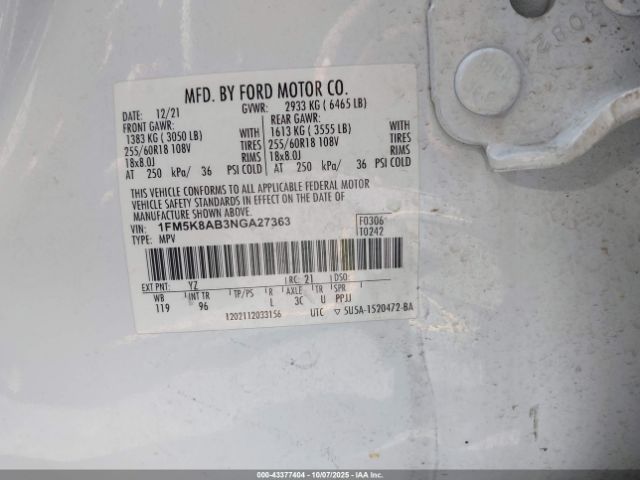 MFD. BY FORD MOTOR CO.
DATE: 12/21 GVWR: 2933 KG ( 6465 LB)
FRONT GAWR: REAR GAWR:
1383 KG ( 3050 LB) WITH 1613 KG ( 3555 LB) WITH
255/60R18 108V TIRES 255/60R18 108V TIRES
18x8.0J RIMS 18x8.0J RIMS
AT 250 kPa/ 36 PSI COLD AT 250 kPa/ 36 PSI COLD
THIS VEHICLE CONFORMS TO ALL APPLICABLE FEDERAL MOTOR
VEHICLE SAFETY STANDARDS IN EFFECT ON THE DATE OF
MANUFACTURE SHOWN ABOVE.
VIN: 1FM5K8AB3NGA27363 F0306
TYPE: MPV T0242
EXT PNT: YZ RC: 21 DSO:
WB INT TR TP/PS R AXLE TR SPR
119 96 L 3C U PPJJ
1202112033156 UTC ▽ 5U5A-1520472-BA
000-43377404 | 10/07/2025 | IAAI.COM